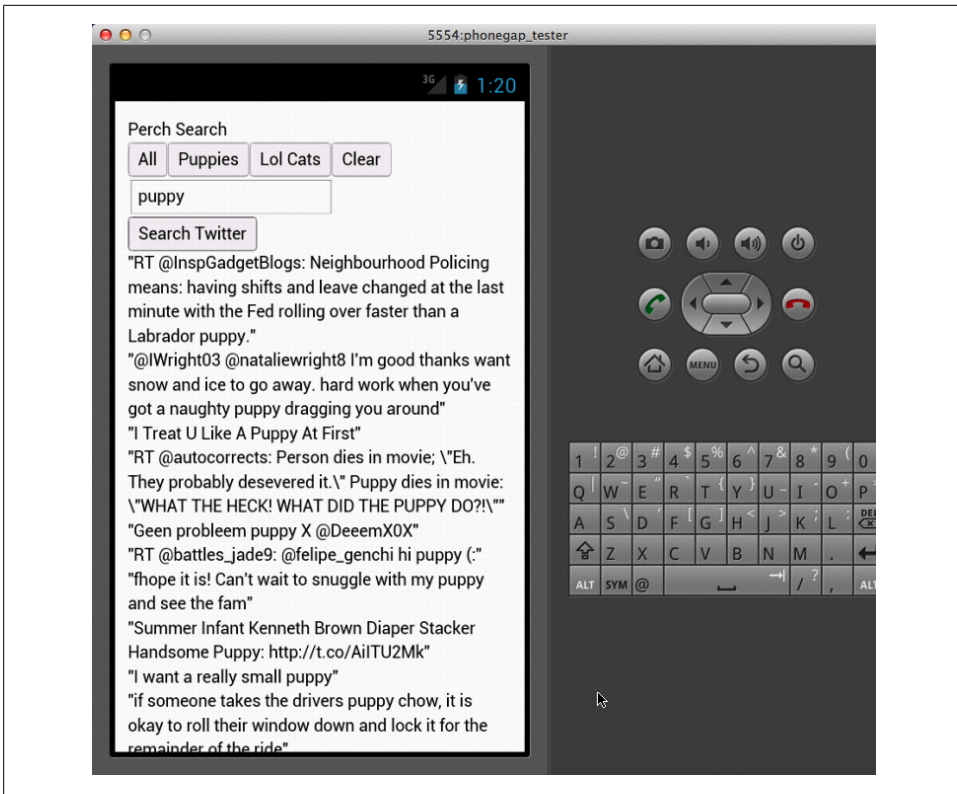 5554:phonegap_tester
3G 1:20
Perch Search
All Puppies Lol Cats Clear
puppy
Search Twitter
"RT @InspGadgetBlogs: Neighbourhood Policing
means: having shifts and leave changed at the last
minute with the Fed rolling over faster than a
Labrador puppy."
"@IWright03 @nataliewright8 I'm good thanks want
snow and ice to go away. hard work when you've
got a naughty puppy dragging you around"
"I Treat U Like A Puppy At First"
"RT @autocorrects: Person dies in movie; \"Eh.
They probably desevered it.\" Puppy dies in movie:
\"WHAT THE HECK! WHAT DID THE PUPPY DO?!\""
"Geen probleem puppy X @DeeemX0X"
"RT @battles_jade9: @felipe_genchi hi puppy (:"
"fhope it is! Can't wait to snuggle with my puppy
and see the fam"
"Summer Infant Kenneth Brown Diaper Stacker
Handsome Puppy: http://t.co/AiITU2Mk"
"I want a really small puppy"
"if someone takes the drivers puppy chow, it is
okay to roll their window down and lock it for the
remainder of the ride"
MENU
1 ! 2 @ 3 # 4 $ 5 % 6 ^ 7 & 8 * 9 ( 0
Q | W ~ E " R ` T { Y } U _ I - O + P =
A S \ D ' F [ G ] H < J > K ; L : DEL
Z X C V B N M .
ALT SYM @ / ? , ALT